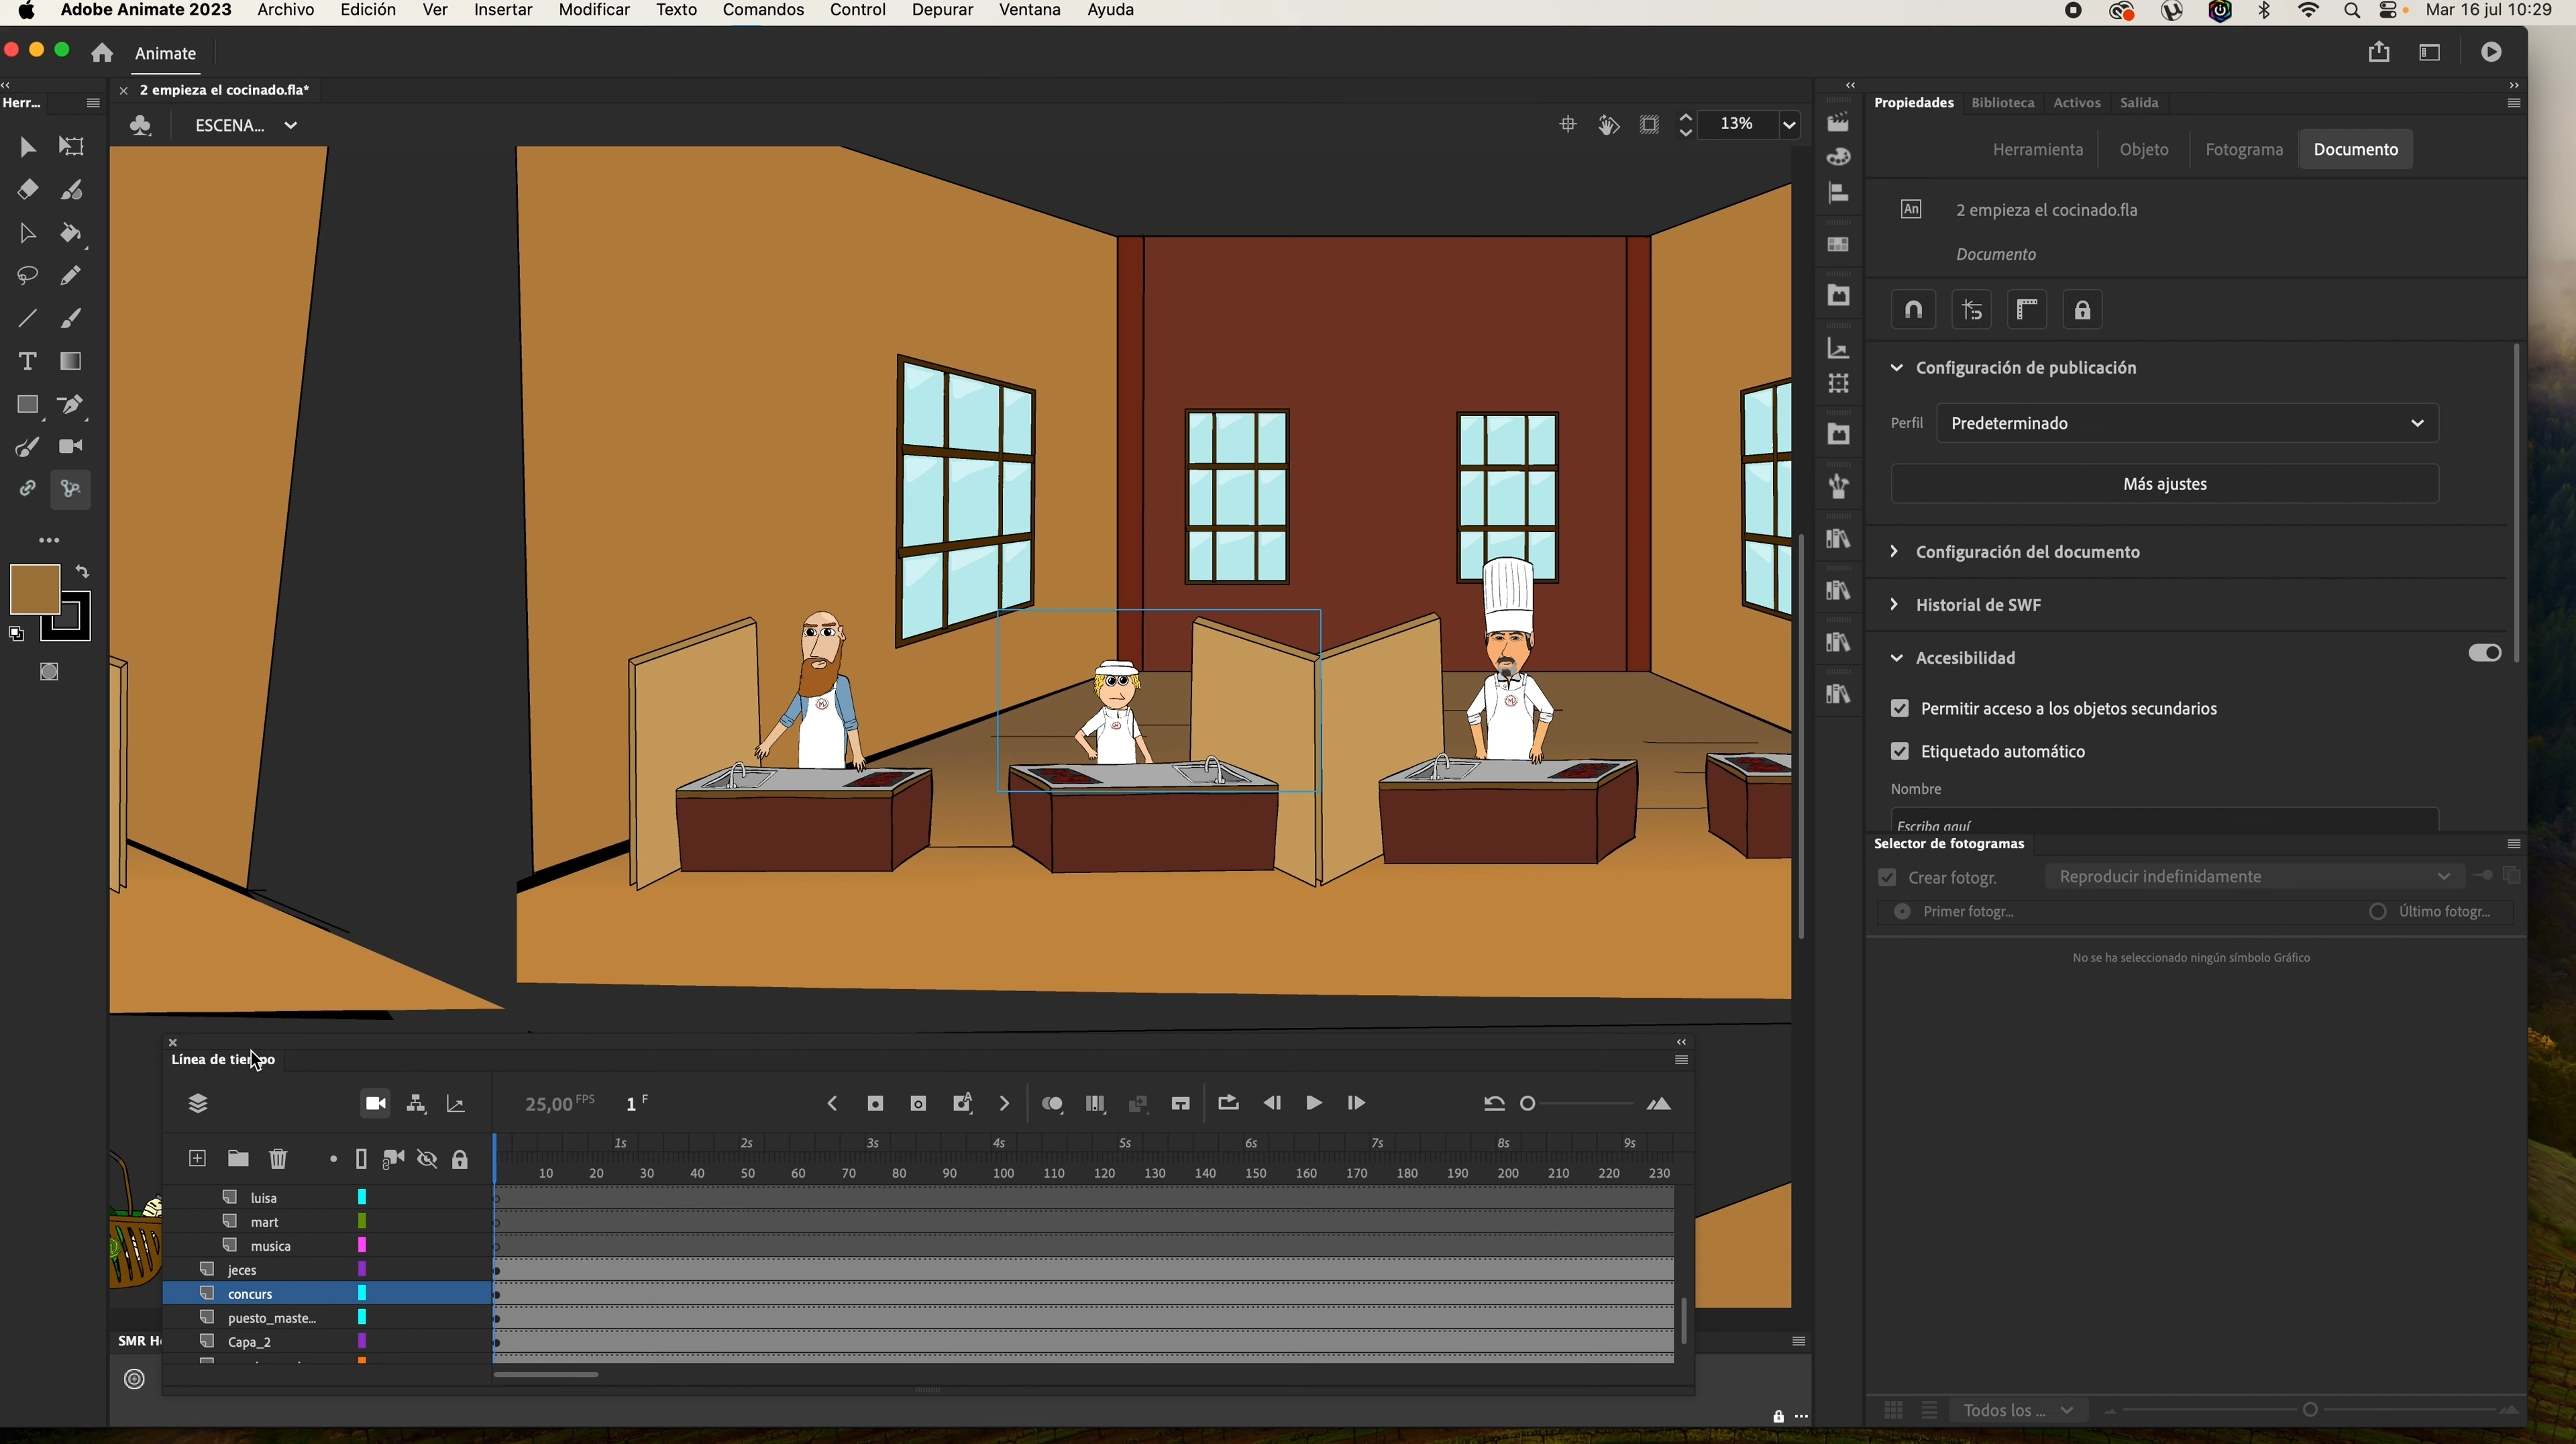 Adobe Animate 2023 Archivo Edición Ver Insertar Modificar Texto Comandos Control Depurar Ventana Ayuda Mar 16 jul 10:29
Animate
Herr...
2 empieza el cocinado.fla*
ESCENA...
13%
Propiedades Biblioteca Activos Salida
Herramienta Objeto Fotograma Documento
An 2 empieza el cocinado.fla
Documento
Configuración de publicación
Perfil Predeterminado
Más ajustes
Configuración del documento
Historial de SWF
Accesibilidad
Permitir acceso a los objetos secundarios
Etiquetado automático
Nombre
Escriba aquí
Selector de fotogramas
Crear fotogr. Reproducir indefinidamente
Primer fotogr... Último fotogr...
No se ha seleccionado ningún símbolo Gráfico
Todos los ...
Línea de tiempo
25,00 FPS 1 F
1s 2s 3s 4s 5s 6s 7s 8s 9s
10 20 30 40 50 60 70 80 90 100 110 120 130 140 150 160 170 180 190 200 210 220 230
luisa
mart
musica
jeces
concurs
puesto_maste...
Capa_2
SMR